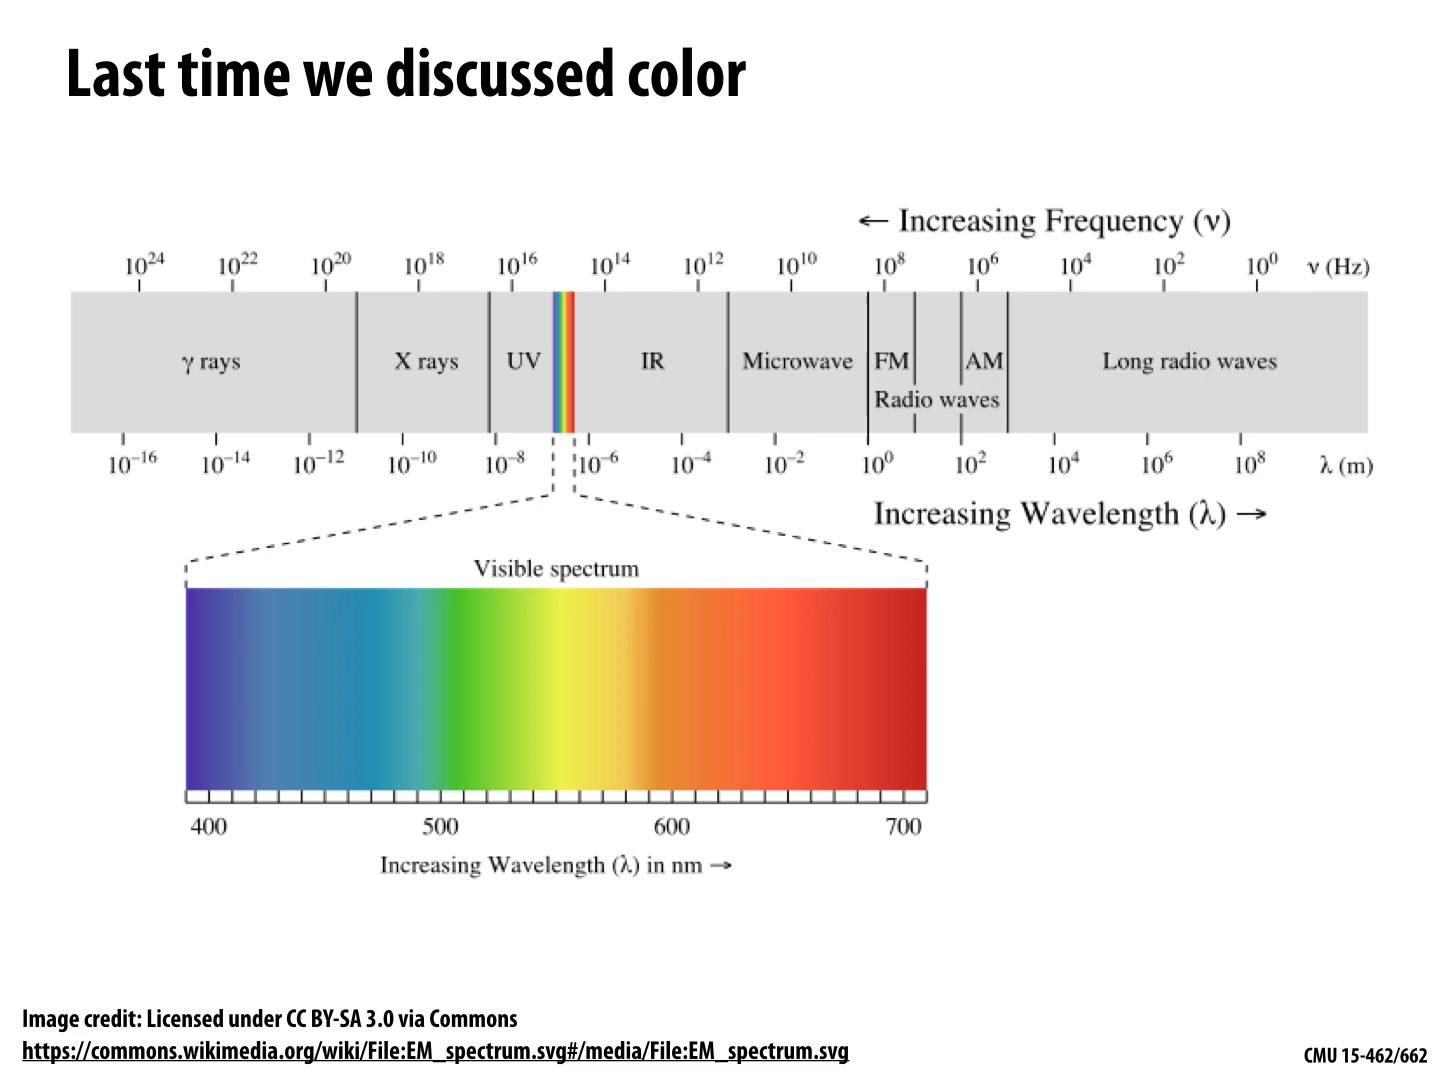 Last time we discussed color
← Increasing Frequency (ν)
10²⁴ 10²² 10²⁰ 10¹⁸ 10¹⁶ 10¹⁴ 10¹² 10¹⁰ 10⁸ 10⁶ 10⁴ 10² 10⁰ ν (Hz)
γ rays X rays UV IR Microwave FM AM Long radio waves
Radio waves
10⁻¹⁶ 10⁻¹⁴ 10⁻¹² 10⁻¹⁰ 10⁻⁸ 10⁻⁶ 10⁻⁴ 10⁻² 10⁰ 10² 10⁴ 10⁶ 10⁸ λ (m)
Increasing Wavelength (λ) →
Visible spectrum
400 500 600 700
Increasing Wavelength (λ) in nm →
Image credit: Licensed under CC BY-SA 3.0 via Commons
https://commons.wikimedia.org/wiki/File:EM_spectrum.svg#/media/File:EM_spectrum.svg
CMU 15-462/662